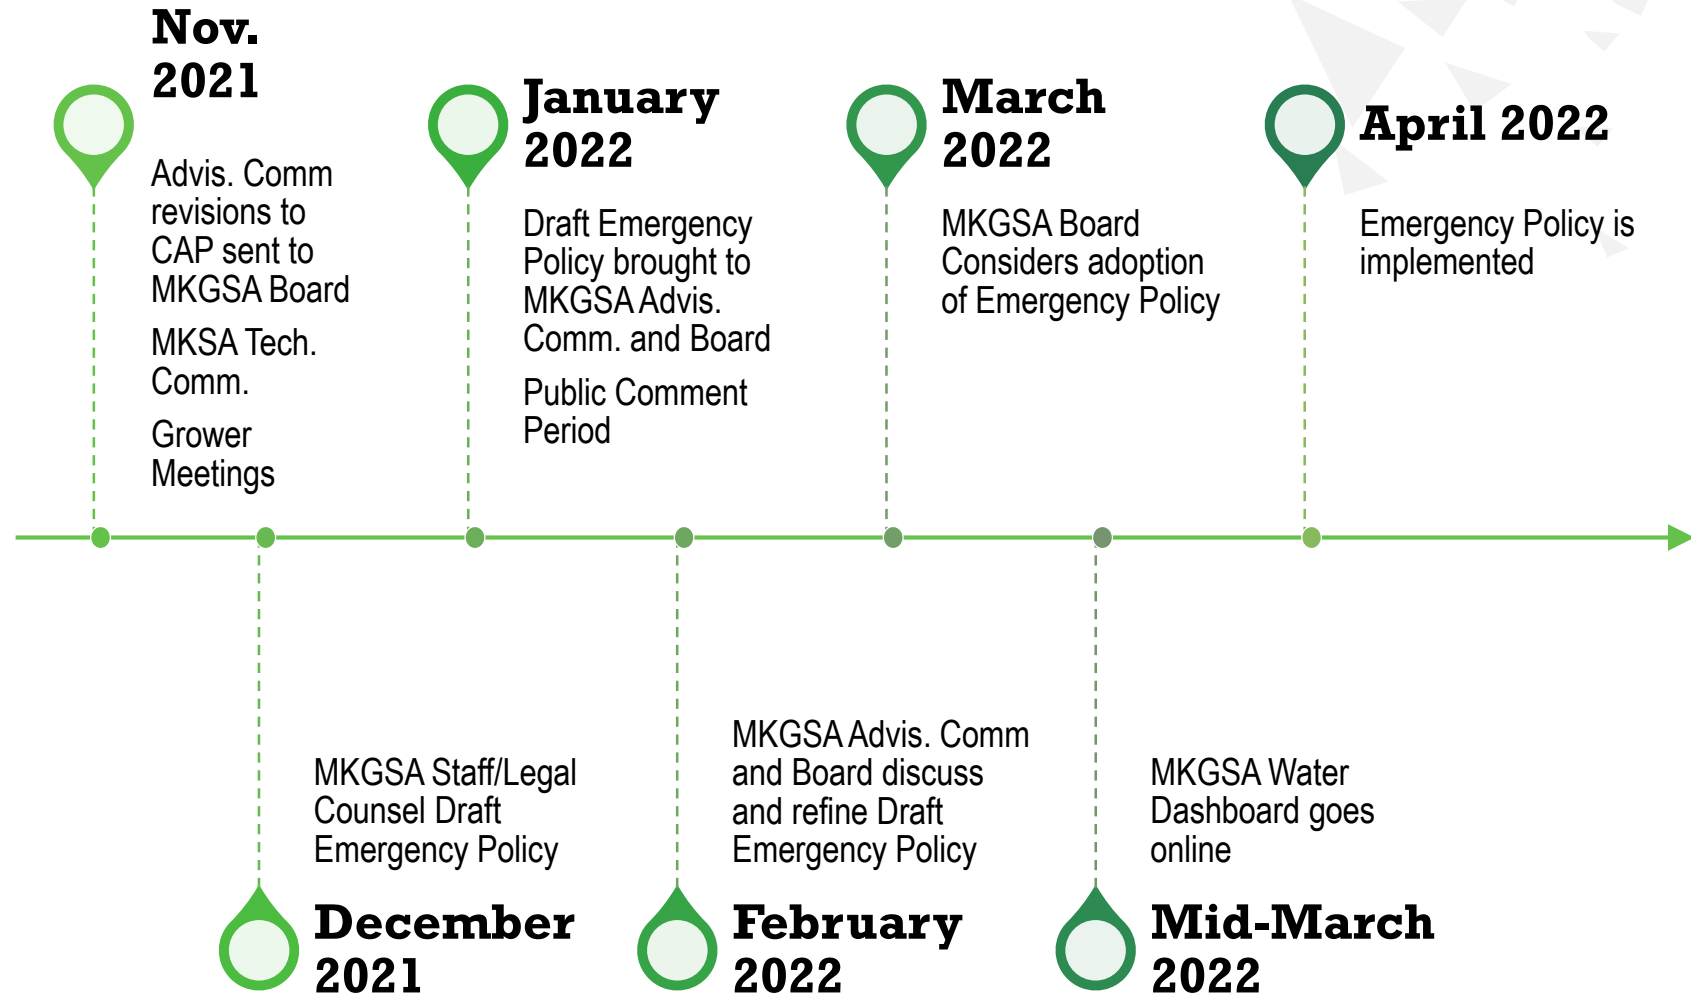 Nov.
2021
Advis. Comm
revisions to
CAP sent to
MKGSA Board
MKSA Tech.
Comm.
Grower
Meetings
January
2022
Draft Emergency
Policy brought to
MKGSA Advis.
Comm. and Board
Public Comment
Period
March
2022
MKGSA Board
Considers adoption
of Emergency Policy
April 2022
Emergency Policy is
implemented
MKGSA Staff/Legal
Counsel Draft
Emergency Policy
December
2021
MKGSA Advis. Comm
and Board discuss
and refine Draft
Emergency Policy
February
2022
MKGSA Water
Dashboard goes
online
Mid-March
2022